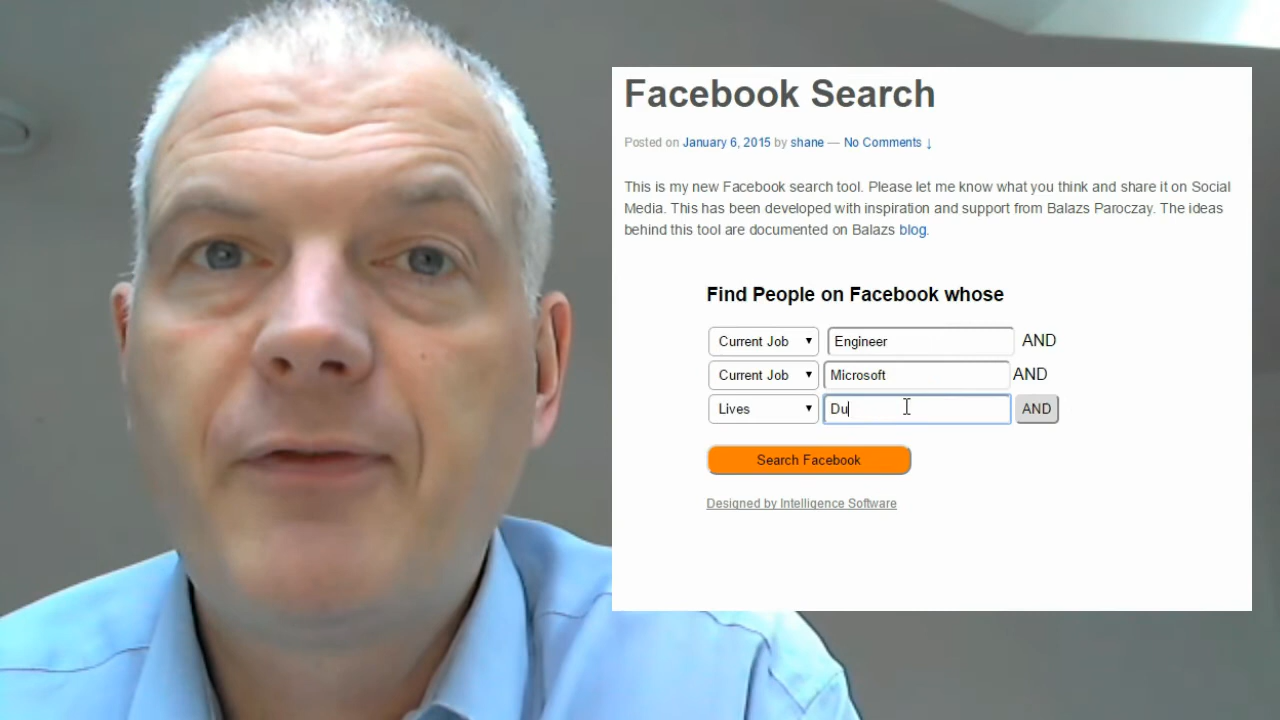 Facebook Search
Posted on January 6, 2015 by shane — No Comments ↓
This is my new Facebook search tool. Please let me know what you think and share it on Social
Media. This has been developed with inspiration and support from Balazs Paroczay. The ideas
behind this tool are documented on Balazs blog.
Find People on Facebook whose
Current Job ▼ Engineer AND
Current Job ▼ Microsoft AND
Lives ▼ Du AND
Search Facebook
Designed by Intelligence Software